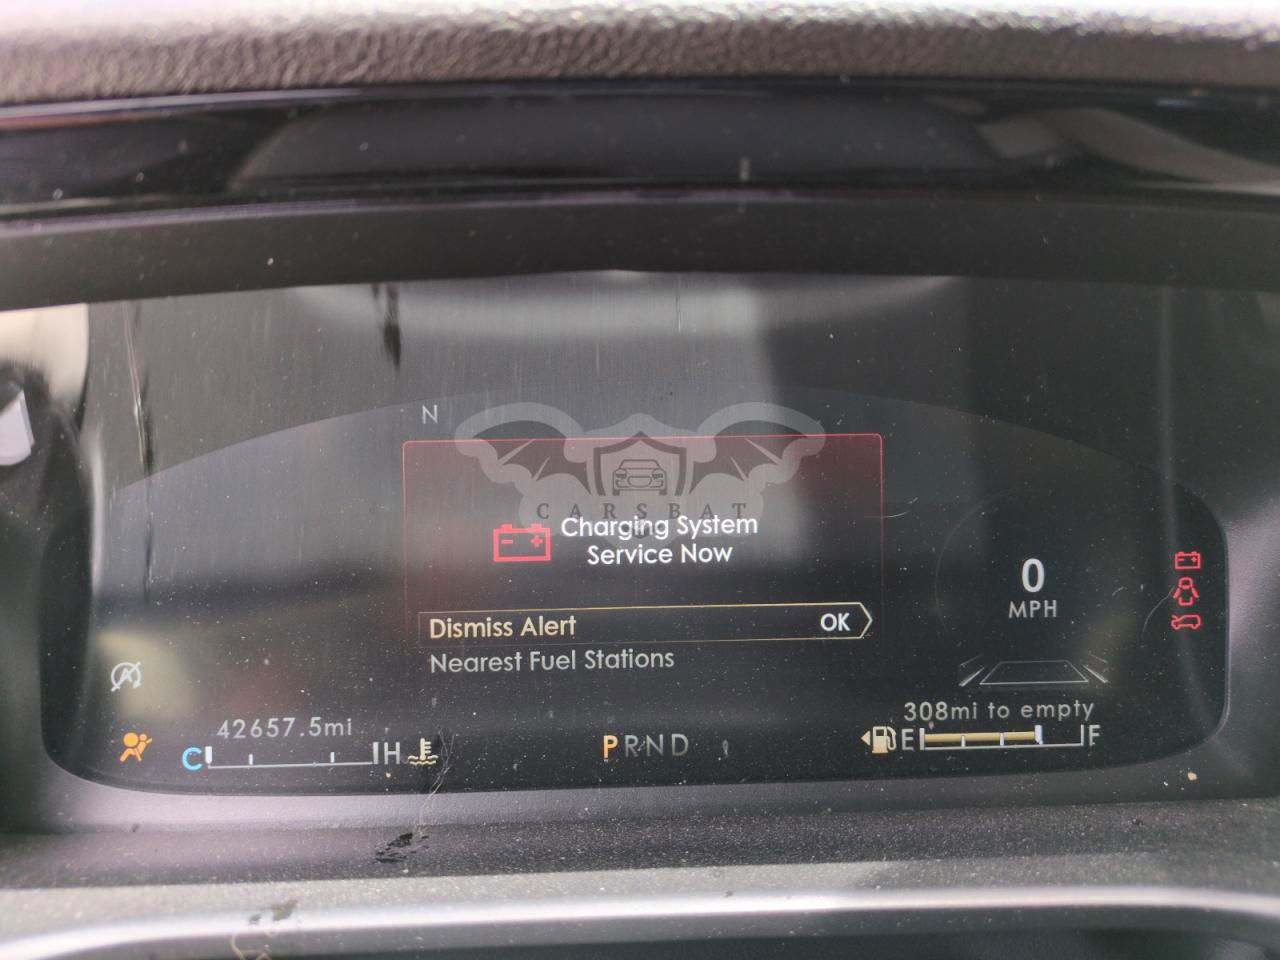 N
CARSBAT
Charging System
Service Now
Dismiss Alert OK
Nearest Fuel Stations
0
MPH
42657.5mi
C H
PRND
308mi to empty
E F